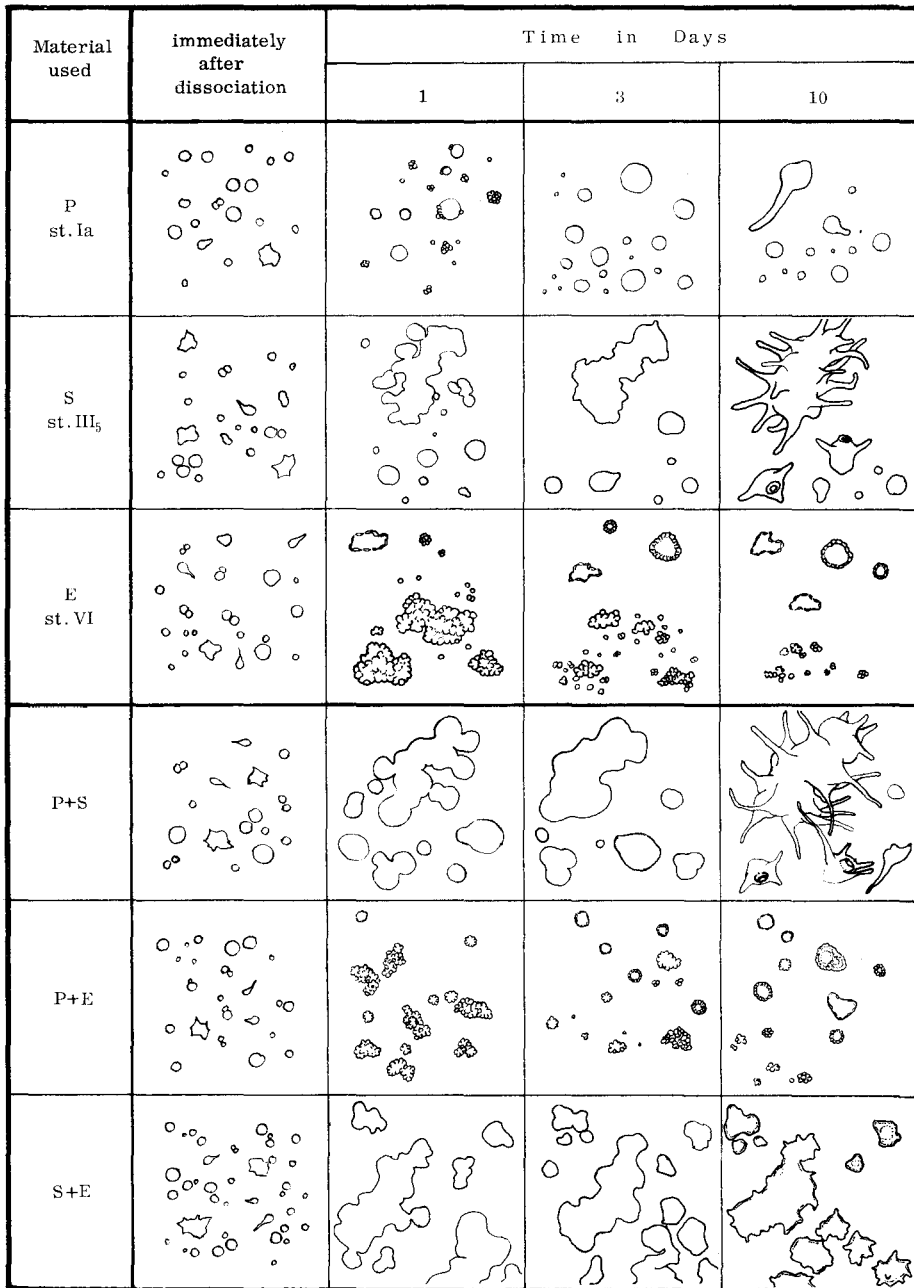 Material
used
immediately
after
dissociation
Time in Days
1
3
10
P
st. Ia
S
st. III₅
E
st. VI
P+S
P+E
S+E